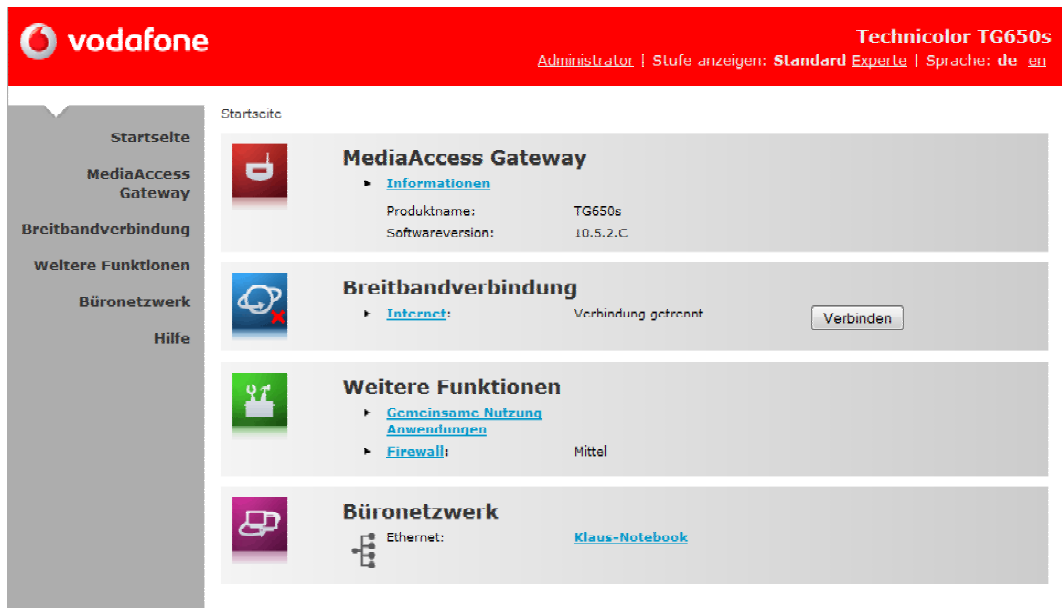 vodafone
Technicolor TG650s
Administrator | Stufe anzeigen: Standard Experte | Sprache: de en
Startseite
Startseite
MediaAccess
Gateway
Breitbandverbindung
Weitere Funktionen
Büronetzwerk
Hilfe
MediaAccess Gateway
Informationen
Produktname: TG650s
Softwareversion: 10.5.2.C
Breitbandverbindung
Internet: Verbindung getrennt Verbinden
Weitere Funktionen
Gemeinsame Nutzung
Anwendungen
Firewall: Mittel
Büronetzwerk
Ethernet: Klaus-Notebook